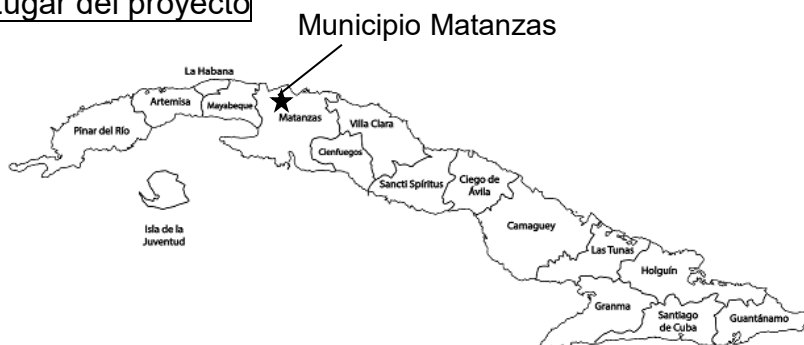 Lugar del proyecto
Municipio Matanzas
La Habana
Artemisa
Mayabeque
Pinar del Río
Matanzas
Villa Clara
Cienfuegos
Sancti Spíritus
Ciego de
Ávila
Isla de la
Juventud
Camaguey
Las Tunas
Holguín
Granma
Santiago
de Cuba
Guantánamo